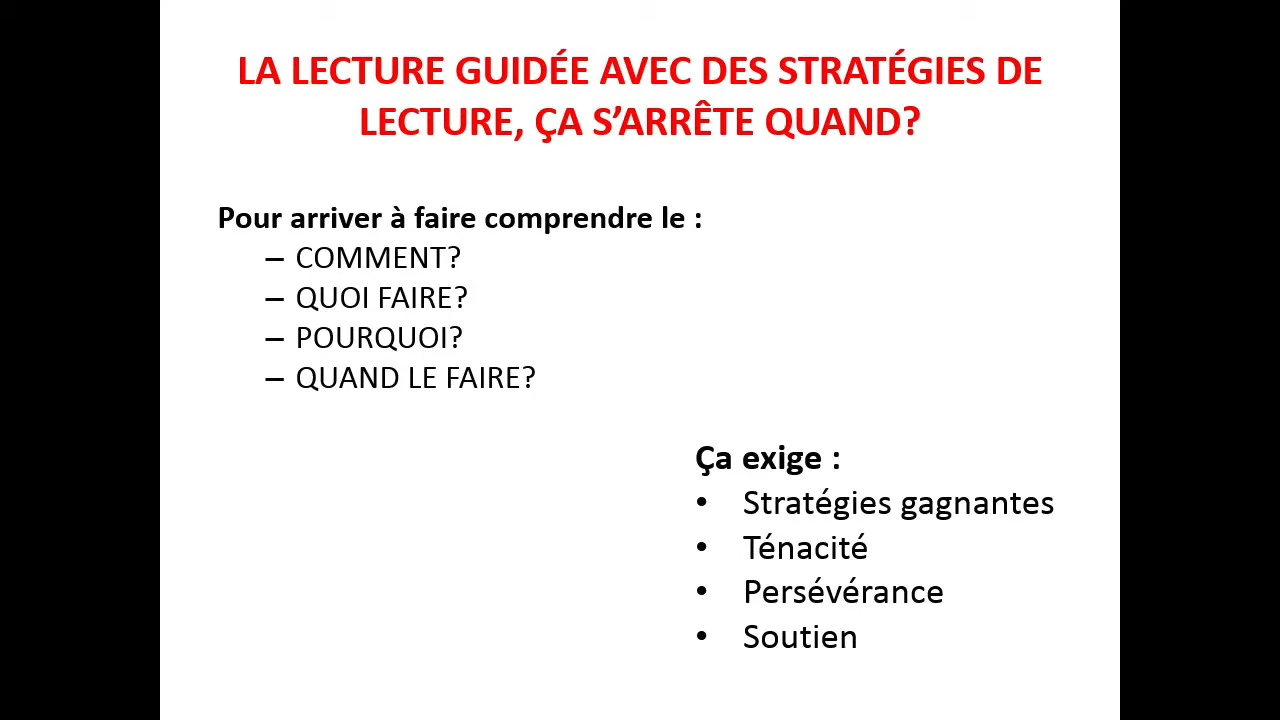 LA LECTURE GUIDÉE AVEC DES STRATÉGIES DE
LECTURE, ÇA S’ARRÊTE QUAND?
Pour arriver à faire comprendre le :
– COMMENT?
– QUOI FAIRE?
– POURQUOI?
– QUAND LE FAIRE?
Ça exige :
• Stratégies gagnantes
• Ténacité
• Persévérance
• Soutien